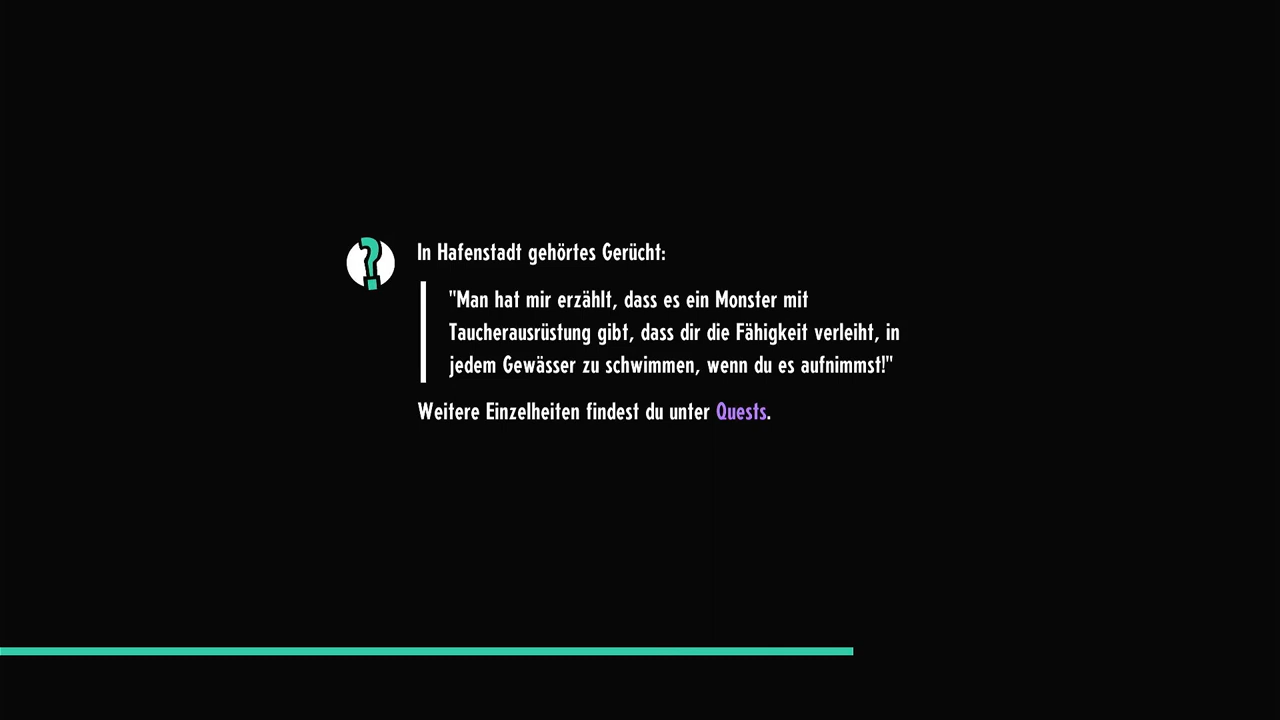 In Hafenstadt gehörtes Gerücht:
"Man hat mir erzählt, dass es ein Monster mit
Taucherausrüstung gibt, dass dir die Fähigkeit verleiht, in
jedem Gewässer zu schwimmen, wenn du es aufnimmst!"
Weitere Einzelheiten findest du unter Quests.